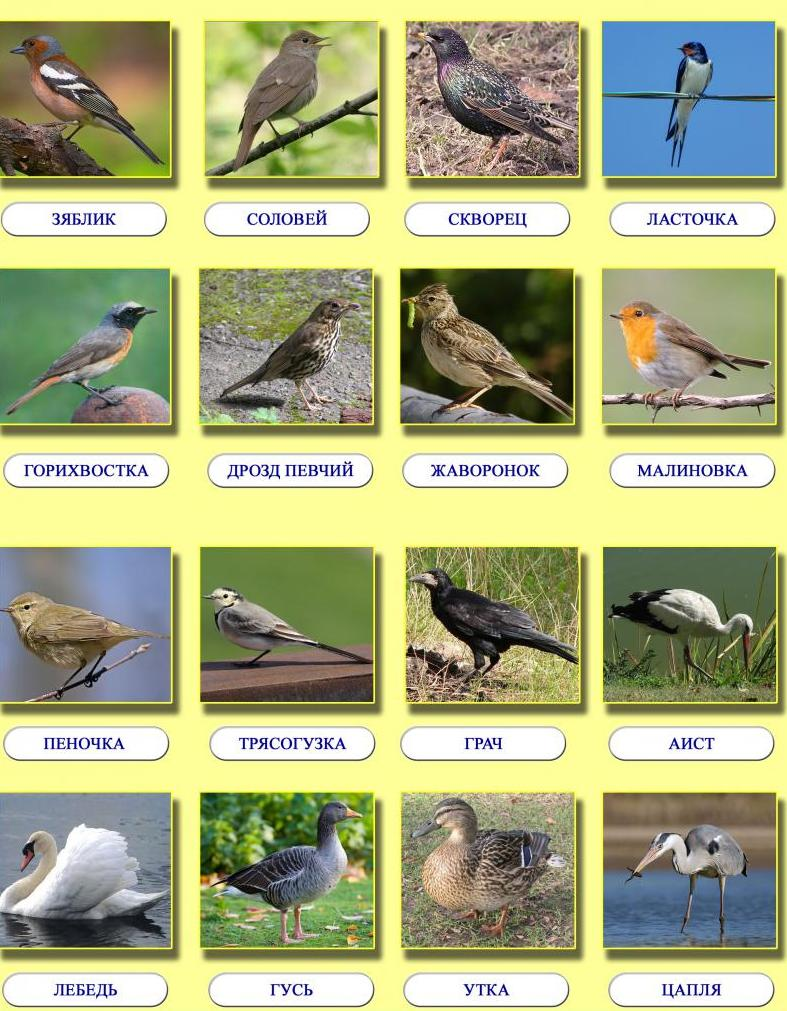 ЗЯБЛИК
СОЛОВЕЙ
СКВОРЕЦ
ЛАСТОЧКА
ГОРИХВОСТКА
ДРОЗД ПЕВЧИЙ
ЖАВОРОНОК
МАЛИНОВКА
ПЕНОЧКА
ТРЯСОГУЗКА
ГРАЧ
АИСТ
ЛЕБЕДЬ
ГУСЬ
УТКА
ЦАПЛЯ